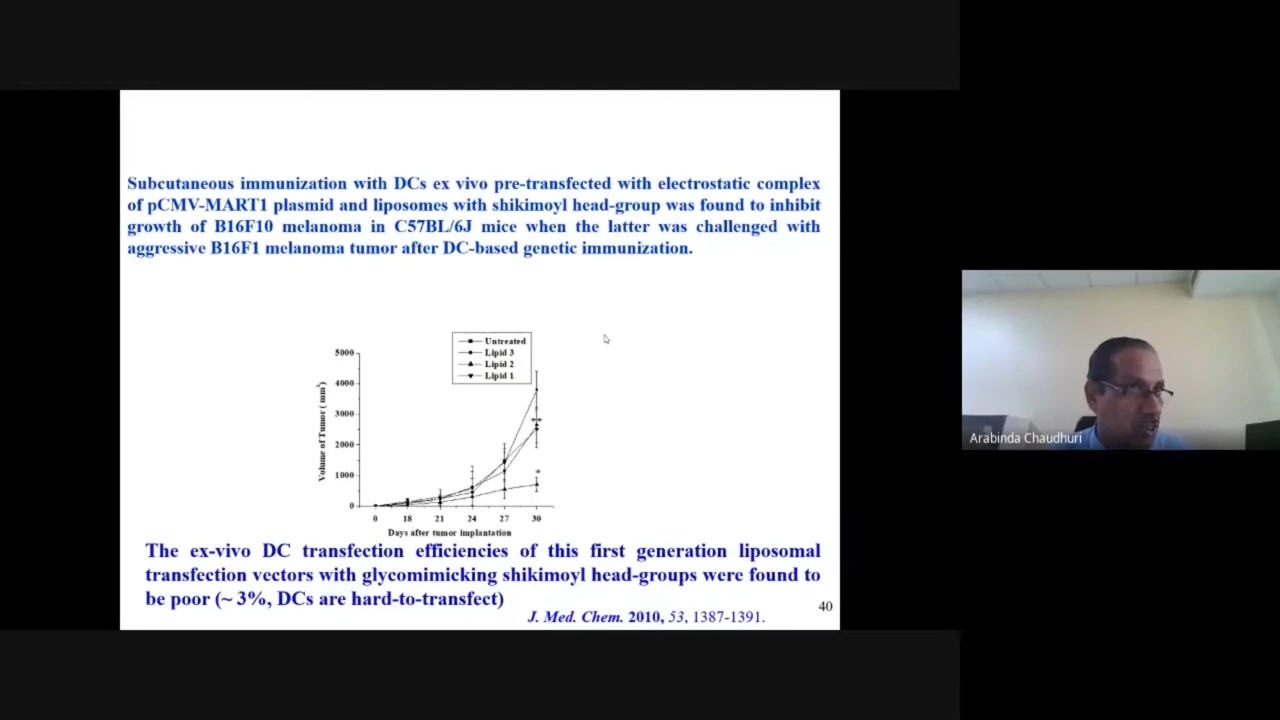 Subcutaneous immunization with DCs ex vivo pre-transfected with electrostatic complex
of pCMV-MART1 plasmid and liposomes with shikimoyl head-group was found to inhibit
growth of B16F10 melanoma in C57BL/6J mice when the latter was challenged with
aggressive B16F1 melanoma tumor after DC-based genetic immunization.
Untreated
Lipid 3
Lipid 2
Lipid 1
5000
4000
3000
2000
1000
0
Volume of Tumor ( mm3)
**
*
0 18 21 24 27 30
Days after tumor implantation
The ex-vivo DC transfection efficiencies of this first generation liposomal
transfection vectors with glycomimicking shikimoyl head-groups were found to
be poor (~ 3%, DCs are hard-to-transfect)
40
J. Med. Chem. 2010, 53, 1387-1391.
Arabinda Chaudhuri